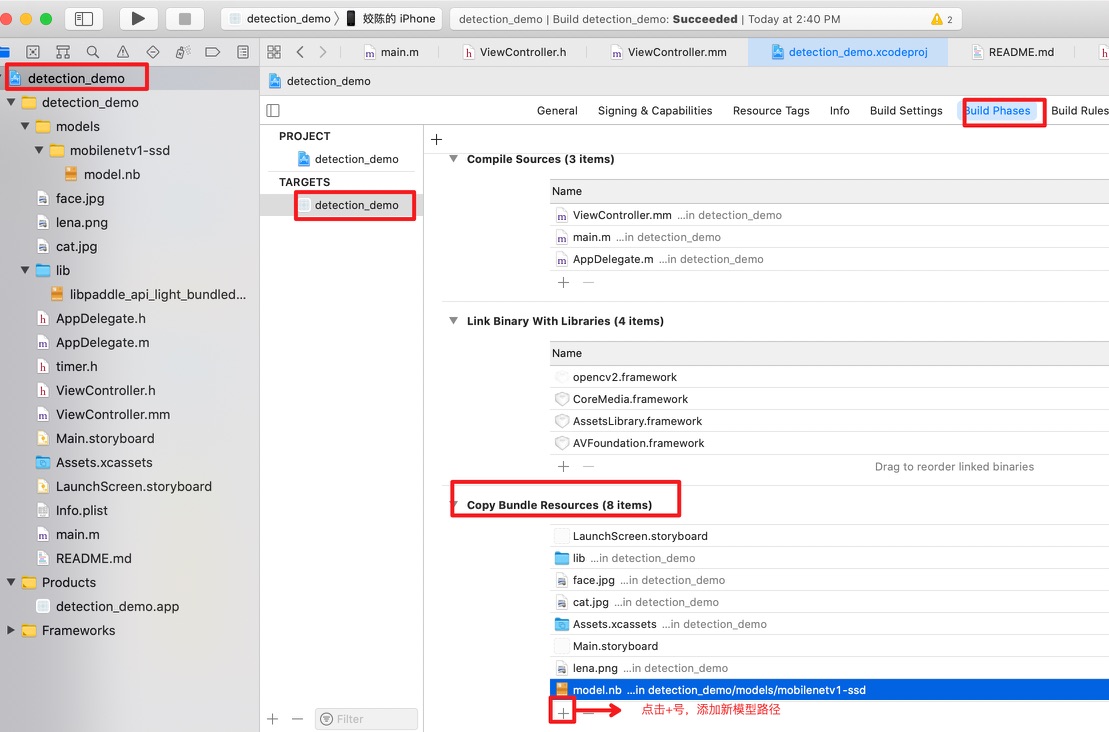 detection_demo 〉 姣陈的 iPhone
detection_demo | Build detection_demo: Succeeded | Today at 2:40 PM
2
main.m
ViewController.h
ViewController.mm
detection_demo.xcodeproj
README.md
detection_demo
detection_demo
models
mobilenetv1-ssd
model.nb
face.jpg
lena.png
cat.jpg
lib
libpaddle_api_light_bundled...
AppDelegate.h
AppDelegate.m
timer.h
ViewController.h
ViewController.mm
Main.storyboard
Assets.xcassets
LaunchScreen.storyboard
Info.plist
main.m
README.md
Products
detection_demo.app
Frameworks
detection_demo
General
Signing & Capabilities
Resource Tags
Info
Build Settings
Build Phases
Build Rules
PROJECT
detection_demo
TARGETS
detection_demo
Filter
Compile Sources (3 items)
Name
ViewController.mm ...in detection_demo
main.m ...in detection_demo
AppDelegate.m ...in detection_demo
Link Binary With Libraries (4 items)
Name
opencv2.framework
CoreMedia.framework
AssetsLibrary.framework
AVFoundation.framework
Drag to reorder linked binaries
Copy Bundle Resources (8 items)
LaunchScreen.storyboard
lib ...in detection_demo
face.jpg ...in detection_demo
cat.jpg ...in detection_demo
Assets.xcassets ...in detection_demo
Main.storyboard
lena.png ...in detection_demo
model.nb ...in detection_demo/models/mobilenetv1-ssd
点击+号，添加新模型路径